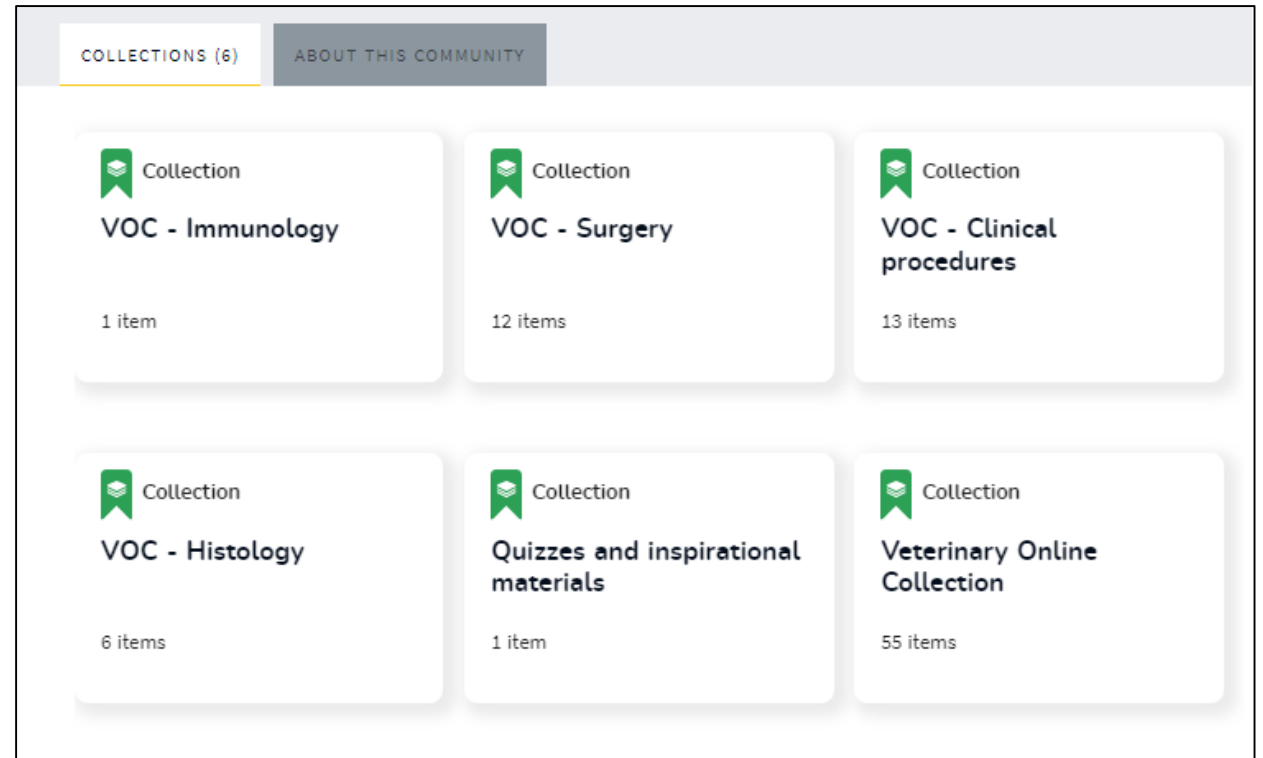 COLLECTIONS (6)
ABOUT THIS COMMUNITY
Collection
VOC - Immunology
1 item
Collection
VOC - Surgery
12 items
Collection
VOC - Clinical
procedures
13 items
Collection
VOC - Histology
6 items
Collection
Quizzes and inspirational
materials
1 item
Collection
Veterinary Online
Collection
55 items